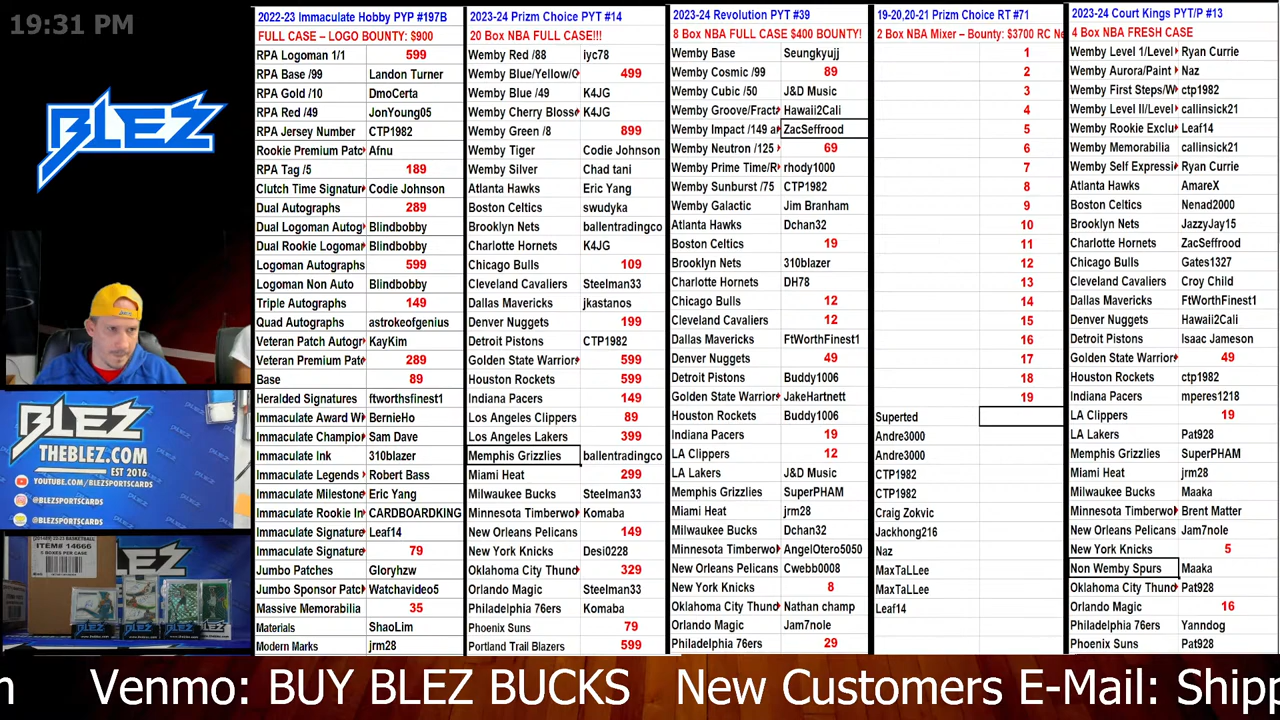 19:31 PM
BLEZ
BLEZ
THEBLEZ.COM
EST 2016
YOUTUBE.COM/BLEZSPORTSCARDS
@BLEZSPORTSCARDS
@BLEZSPORTSCARDS
ITEM# 14666
BLEZ
2022-23 Immaculate Hobby PYP #197B
FULL CASE – LOGO BOUNTY: $900
RPA Logoman 1/1 599
RPA Base /99 Landon Turner
RPA Gold /10 DmoCerta
RPA Red /49 JonYoung05
RPA Jersey Number CTP1982
Rookie Premium Patc Afnu
RPA Tag /5 189
Clutch Time Signatur Codie Johnson
Dual Autographs 289
Dual Logoman Autog Blindbobby
Dual Rookie Logoma Blindbobby
Logoman Autographs 599
Logoman Non Auto Blindbobby
Triple Autographs 149
Quad Autographs astrokeofgenius
Veteran Patch Autogr KayKim
Veteran Premium Pat 289
Base 89
Heralded Signatures ftworthsfinest1
Immaculate Award W BernieHo
Immaculate Champio Sam Dave
Immaculate Ink 310blazer
Immaculate Legends Robert Bass
Immaculate Mileston Eric Yang
Immaculate Rookie In CARDBOARDKING
Immaculate Signature Leaf14
Immaculate Signature 79
Jumbo Patches Gloryhzw
Jumbo Sponsor Patc Watchavideo5
Massive Memorabilia 35
Materials ShaoLim
Modern Marks jrm28
2023-24 Prizm Choice PYT #14
20 Box NBA FULL CASE!!!
Wemby Red /88 iyc78
Wemby Blue/Yellow/G 499
Wemby Blue /49 K4JG
Wemby Cherry Blosso K4JG
Wemby Green /8 899
Wemby Tiger Codie Johnson
Wemby Silver Chad tani
Atlanta Hawks Eric Yang
Boston Celtics swudyka
Brooklyn Nets ballentradingco
Charlotte Hornets K4JG
Chicago Bulls 109
Cleveland Cavaliers Steelman33
Dallas Mavericks jkastanos
Denver Nuggets 199
Detroit Pistons CTP1982
Golden State Warrior 599
Houston Rockets 599
Indiana Pacers 149
Los Angeles Clippers 89
Los Angeles Lakers 399
Memphis Grizzlies ballentradingco
Miami Heat 299
Milwaukee Bucks Steelman33
Minnesota Timberwo Komaba
New Orleans Pelicans 149
New York Knicks Desi0228
Oklahoma City Thund 329
Orlando Magic Steelman33
Philadelphia 76ers Komaba
Phoenix Suns 79
Portland Trail Blazers 599
2023-24 Revolution PYT #39
8 Box NBA FULL CASE $400 BOUNTY!
Wemby Base Seungkyujj
Wemby Cosmic /99 89
Wemby Cubic /50 J&D Music
Wemby Groove/Fract Hawaii2Cali
Wemby Impact /149 a ZacSeffrood
Wemby Neutron /125 69
Wemby Prime Time/R rhody1000
Wemby Sunburst /75 CTP1982
Wemby Galactic Jim Branham
Atlanta Hawks Dchan32
Boston Celtics 19
Brooklyn Nets 310blazer
Charlotte Hornets DH78
Chicago Bulls 12
Cleveland Cavaliers 12
Dallas Mavericks FtWorthFinest1
Denver Nuggets 49
Detroit Pistons Buddy1006
Golden State Warrior JakeHartnett
Houston Rockets Buddy1006
Indiana Pacers 19
LA Clippers 12
LA Lakers J&D Music
Memphis Grizzlies SuperPHAM
Miami Heat jrm28
Milwaukee Bucks Dchan32
Minnesota Timberwo AngelOtero5050
New Orleans Pelicans Cwebb0008
New York Knicks 8
Oklahoma City Thund Nathan champ
Orlando Magic Jam7nole
Philadelphia 76ers 29
19-20,20-21 Prizm Choice RT #71
2 Box NBA Mixer – Bounty: $3700 RC Ne
1
2
3
4
5
6
7
8
9
10
11
12
13
14
15
16
17
18
19
Superted
Andre3000
Andre3000
CTP1982
CTP1982
Craig Zokvic
Jackhong216
Naz
MaxTaLLee
MaxTaLLee
Leaf14
2023-24 Court Kings PYT/P #13
4 Box NBA FRESH CASE
Wemby Level 1/Level Ryan Currie
Wemby Aurora/Paint Naz
Wemby First Steps/W ctp1982
Wemby Level II/Level callinsick21
Wemby Rookie Exclu Leaf14
Wemby Memorabilia callinsick21
Wemby Self Expressi Ryan Currie
Atlanta Hawks AmareX
Boston Celtics Nenad2000
Brooklyn Nets JazzyJay15
Charlotte Hornets ZacSeffrood
Chicago Bulls Gates1327
Cleveland Cavaliers Croy Child
Dallas Mavericks FtWorthFinest1
Denver Nuggets Hawaii2Cali
Detroit Pistons Isaac Jameson
Golden State Warrior 49
Houston Rockets ctp1982
Indiana Pacers mperes1218
LA Clippers 19
LA Lakers Pat928
Memphis Grizzlies SuperPHAM
Miami Heat jrm28
Milwaukee Bucks Maaka
Minnesota Timberwo Brent Matter
New Orleans Pelicans Jam7nole
New York Knicks 5
Non Wemby Spurs Maaka
Oklahoma City Thund Pat928
Orlando Magic 16
Philadelphia 76ers Yanndog
Phoenix Suns Pat928
n Venmo: BUY BLEZ BUCKS New Customers E-Mail: Shipp